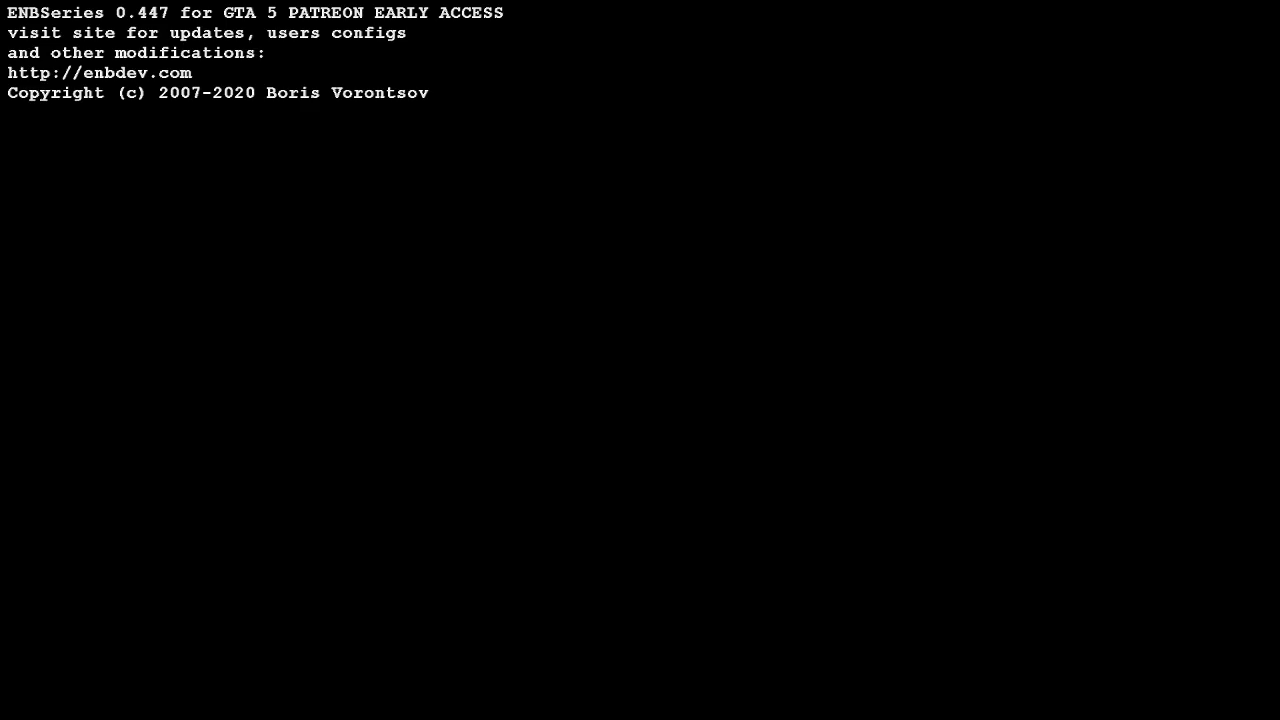 ENBSeries 0.447 for GTA 5 PATREON EARLY ACCESS
visit site for updates, users configs
and other modifications:
http://enbdev.com
Copyright (c) 2007-2020 Boris Vorontsov